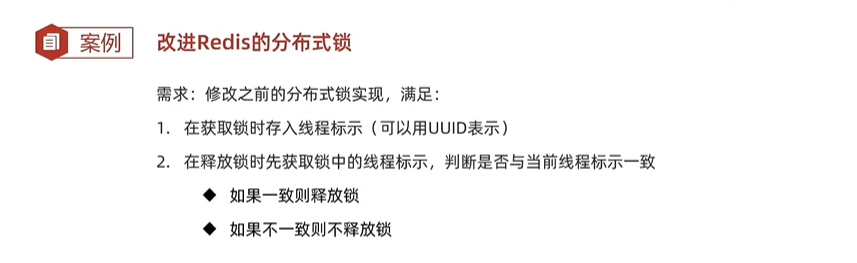 案例 改进Redis的分布式锁
需求：修改之前的分布式锁实现，满足：
1. 在获取锁时存入线程标示（可以用UUID表示）
2. 在释放锁时先获取锁中的线程标示，判断是否与当前线程标示一致
◆ 如果一致则释放锁
◆ 如果不一致则不释放锁